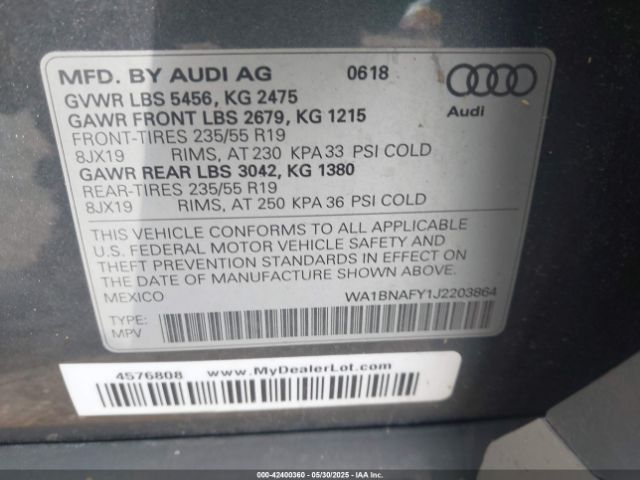 MFD. BY AUDI AG 0618
GVWR LBS 5456, KG 2475
GAWR FRONT LBS 2679, KG 1215
FRONT-TIRES 235/55 R19
8JX19 RIMS, AT 230 KPA 33 PSI COLD
GAWR REAR LBS 3042, KG 1380
REAR-TIRES 235/55 R19
8JX19 RIMS, AT 250 KPA 36 PSI COLD
Audi
THIS VEHICLE CONFORMS TO ALL APPLICABLE
U.S. FEDERAL MOTOR VEHICLE SAFETY AND
THEFT PREVENTION STANDARDS IN EFFECT ON
THE DATE OF MANUFACTURE SHOWN ABOVE.
MEXICO WA1BNAFY1J2203864
TYPE:
MPV
4576808 www.MyDealerLot.com
000-42400360 - 05/30/2025 - IAA Inc.